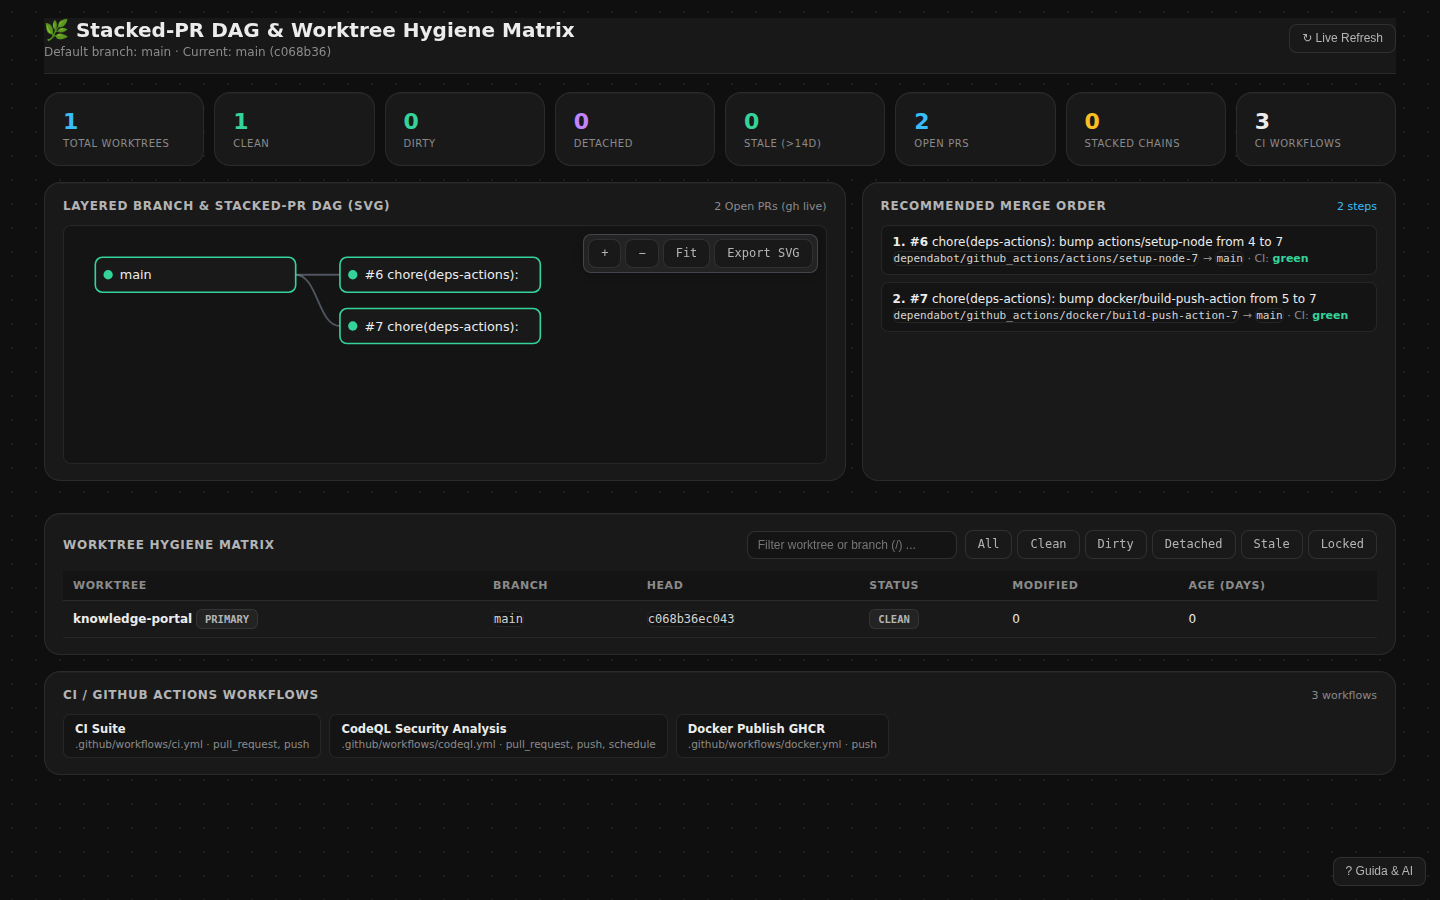 🌿 Stacked-PR DAG & Worktree Hygiene Matrix
Default branch: main · Current: main (c068b36)
↻ Live Refresh
1
TOTAL WORKTREES
1
CLEAN
0
DIRTY
0
DETACHED
0
STALE (>14D)
2
OPEN PRS
0
STACKED CHAINS
3
CI WORKFLOWS
LAYERED BRANCH & STACKED-PR DAG (SVG)
2 Open PRs (gh live)
+
−
Fit
Export SVG
main
#6 chore(deps-actions):
#7 chore(deps-actions):
RECOMMENDED MERGE ORDER
2 steps
1. #6 chore(deps-actions): bump actions/setup-node from 4 to 7
dependabot/github_actions/actions/setup-node-7 → main · CI: green
2. #7 chore(deps-actions): bump docker/build-push-action from 5 to 7
dependabot/github_actions/docker/build-push-action-7 → main · CI: green
WORKTREE HYGIENE MATRIX
Filter worktree or branch (/) ...
All
Clean
Dirty
Detached
Stale
Locked
WORKTREE BRANCH HEAD STATUS MODIFIED AGE (DAYS)
knowledge-portal PRIMARY main c068b36ec043 CLEAN 0 0
CI / GITHUB ACTIONS WORKFLOWS
3 workflows
CI Suite
.github/workflows/ci.yml · pull_request, push
CodeQL Security Analysis
.github/workflows/codeql.yml · pull_request, push, schedule
Docker Publish GHCR
.github/workflows/docker.yml · push
? Guida & AI